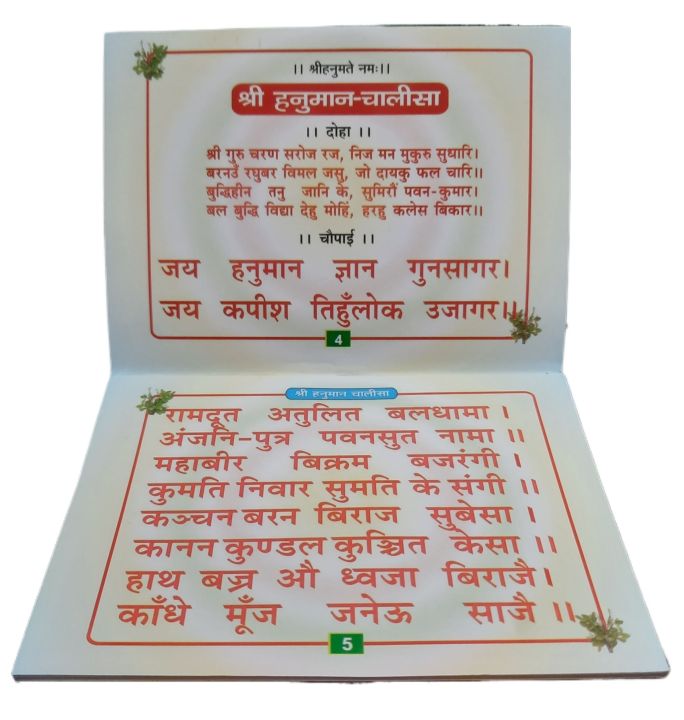 ।। श्रीहनुमते नमः।।
श्री हनुमान-चालीसा
।। दोहा ।।
श्री गुरु चरण सरोज रज, निज मन मुकुरु सुधारि।
बरनउँ रघुबर विमल जसु, जो दायकु फल चारि।।
बुद्धिहीन तनु जानि के, सुमिरौं पवन-कुमार।
बल बुद्धि विद्या देहु मोहिं, हरहु कलेस बिकार।।
।। चौपाई ।।
जय हनुमान ज्ञान गुनसागर।
जय कपीश तिहुँलोक उजागर।।
4
श्री हनुमान चालीसा
रामदूत अतुलित बलधामा ।
अंजनि-पुत्र पवनसुत नामा ।।
महाबीर बिक्रम बजरंगी ।
कुमति निवार सुमति के संगी ।।
कञ्चन बरन बिराज सुबेसा ।
कानन कुण्डल कुञ्चित केसा ।।
हाथ बज्र औ ध्वजा बिराजै।
काँधे मूँज जनेऊ साजै ।।
5